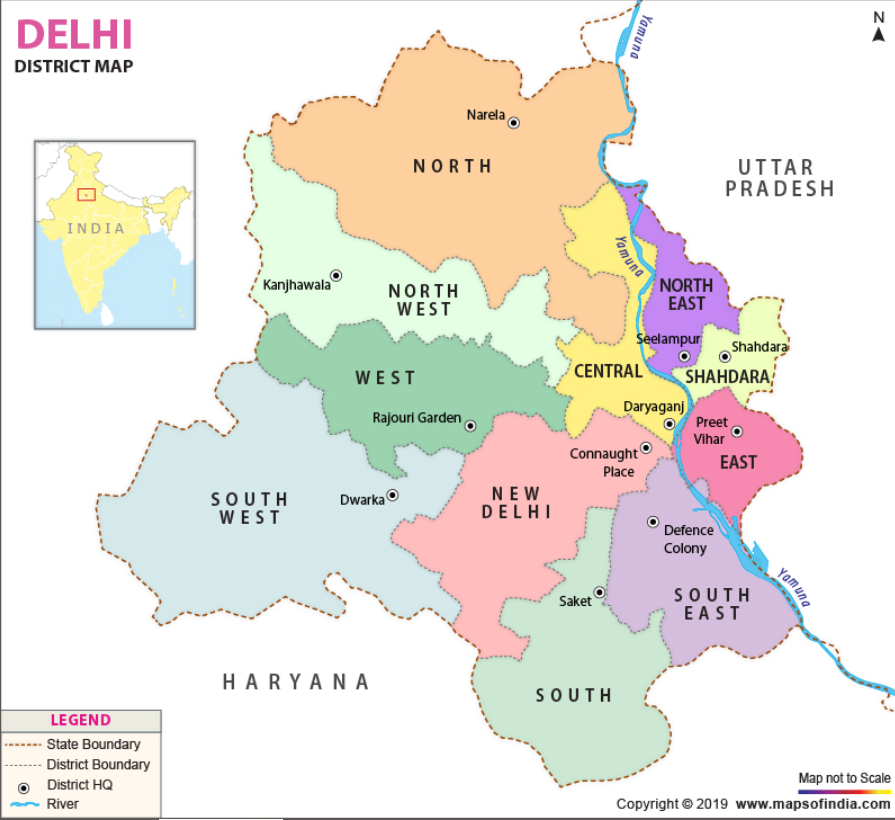 DELHI
DISTRICT MAP
N
Yamuna
INDIA
Narela
NORTH
UTTAR
PRADESH
Yamuna
Kanjhawala
NORTH
WEST
NORTH
EAST
Seelampur
Shahdara
SHAHDARA
WEST
CENTRAL
Rajouri Garden
Daryaganj
Preet
Vihar
EAST
Connaught
Place
SOUTH
WEST
Dwarka
NEW
DELHI
Defence
Colony
Yamuna
Saket
SOUTH
EAST
HARYANA
SOUTH
LEGEND
State Boundary
District Boundary
District HQ
River
Map not to Scale
Copyright © 2019 www.mapsofindia.com